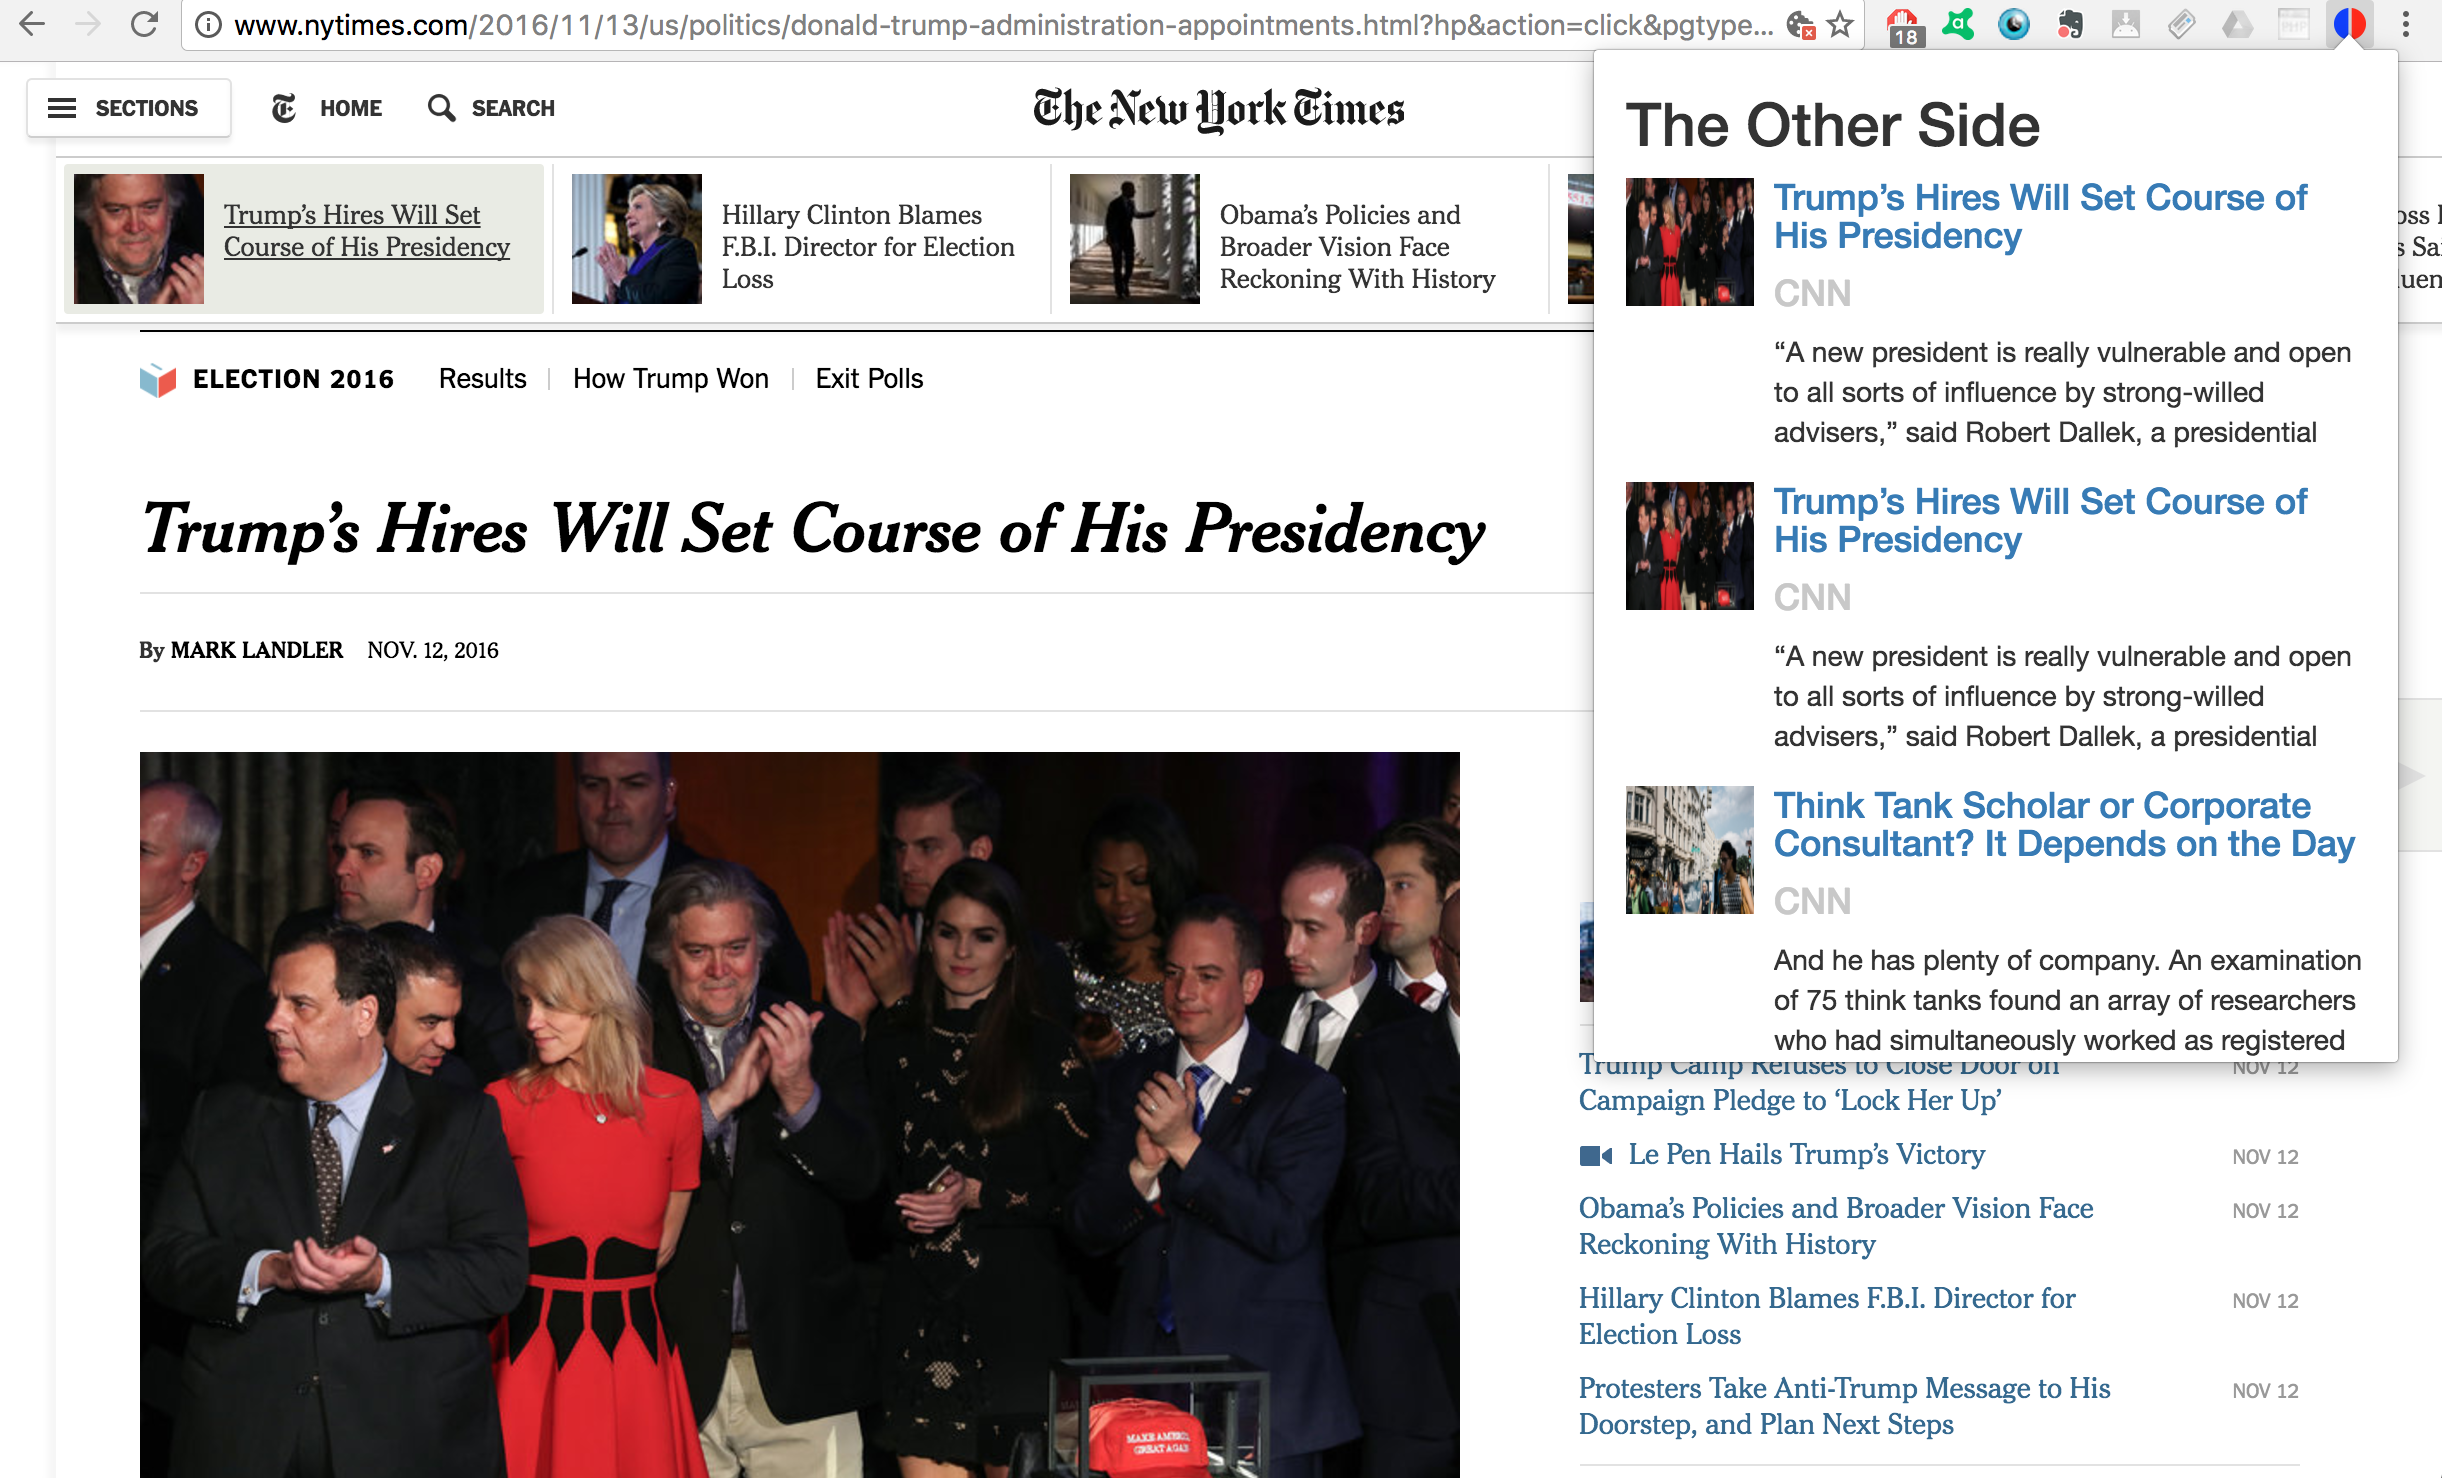 www.nytimes.com/2016/11/13/us/politics/donald-trump-administration-appointments.html?hp&action=click&pgtype...
18
SECTIONS
HOME
SEARCH
The New York Times
Trump’s Hires Will Set
Course of His Presidency
Hillary Clinton Blames
F.B.I. Director for Election
Loss
Obama’s Policies and
Broader Vision Face
Reckoning With History
ELECTION 2016
Results
How Trump Won
Exit Polls
Trump’s Hires Will Set Course of His Presidency
By MARK LANDLER NOV. 12, 2016
MAKE AMERICA
GREAT AGAIN
The Other Side
Trump’s Hires Will Set Course of
His Presidency
CNN
“A new president is really vulnerable and open
to all sorts of influence by strong-willed
advisers,” said Robert Dallek, a presidential
Trump’s Hires Will Set Course of
His Presidency
CNN
“A new president is really vulnerable and open
to all sorts of influence by strong-willed
advisers,” said Robert Dallek, a presidential
Think Tank Scholar or Corporate
Consultant? It Depends on the Day
CNN
And he has plenty of company. An examination
of 75 think tanks found an array of researchers
who had simultaneously worked as registered
Trump Camp Refuses to Close Door on
Campaign Pledge to ‘Lock Her Up’
NOV 12
Le Pen Hails Trump’s Victory
NOV 12
Obama’s Policies and Broader Vision Face
Reckoning With History
NOV 12
Hillary Clinton Blames F.B.I. Director for
Election Loss
NOV 12
Protesters Take Anti-Trump Message to His
Doorstep, and Plan Next Steps
NOV 12